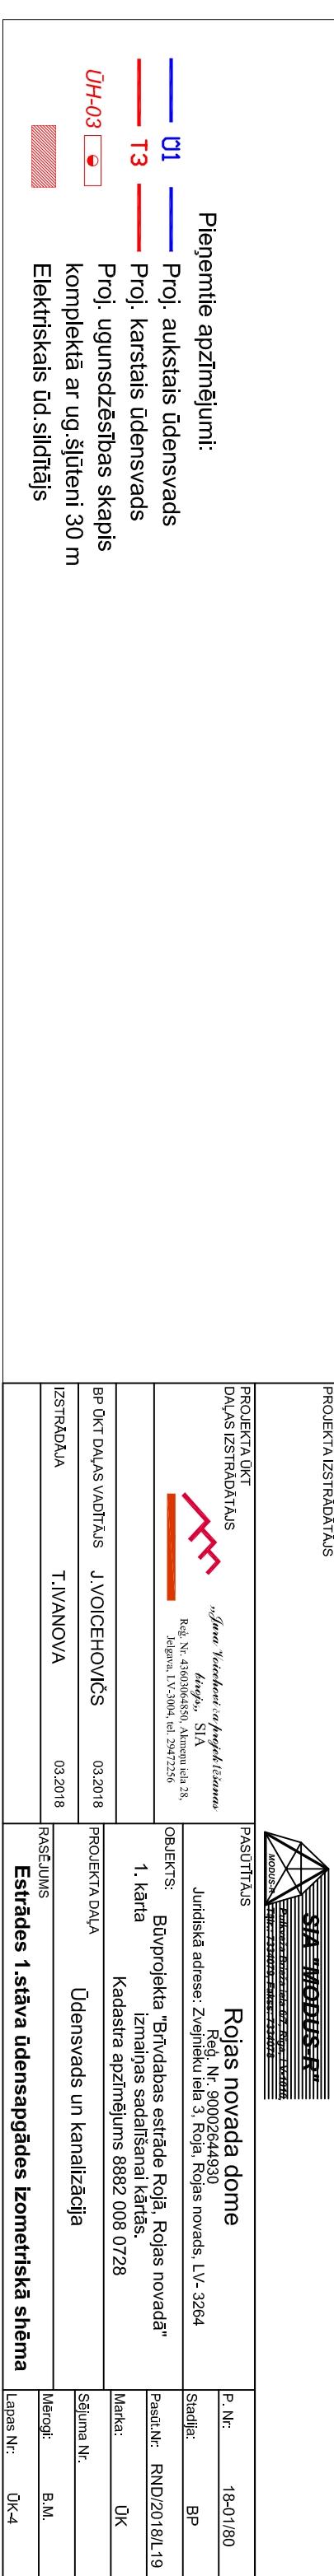 Pieņemtie apzīmējumi:
Ū1 Proj. aukstais ūdensvads
T3 Proj. karstais ūdensvads
ŪH-03 Proj. ugunsdzēsības skapis
komplektā ar ug.šļūteni 30 m
Elektriskais ūd.sildītājs
PROJEKTA IZSTRĀDĀTĀJS
SIA "MODUS-R"
MODUS-R
PROJEKTA ŪKT
DAĻAS IZSTRĀDĀTĀJS
"Jura Voicehoviča projektēšanas
birojs„ SIA
Reģ. Nr. 43603064850, Akmeņu iela 28,
Jelgava, LV-3004, tel. 29472256
BP ŪKT DAĻAS VADĪTĀJS J.VOICEHOVIČS 03.2018
IZSTRĀDĀJA T.IVANOVA 03.2018
PASŪTĪTĀJS
Rojas novada dome
Reģ. Nr. 90002644930
Juridiskā adrese: Zvejnieku iela 3, Roja, Rojas novads, LV- 3264
OBJEKTS:
Būvprojekta "Brīvdabas estrāde Rojā, Rojas novadā"
1. kārta izmaiņas sadalīšanai kārtās.
Kadastra apzīmējums 8882 008 0728
PROJEKTA DAĻA
Ūdensvads un kanalizācija
RASĒJUMS
Estrādes 1.stāva ūdensapgādes izometriskā shēma
P. Nr: 18-01/80
Stadija: BP
Pasūt.Nr: RND/2018/L19
Marka: ŪK
Sējuma Nr.
Mērogi: B.M.
Lapas Nr: ŪK-4